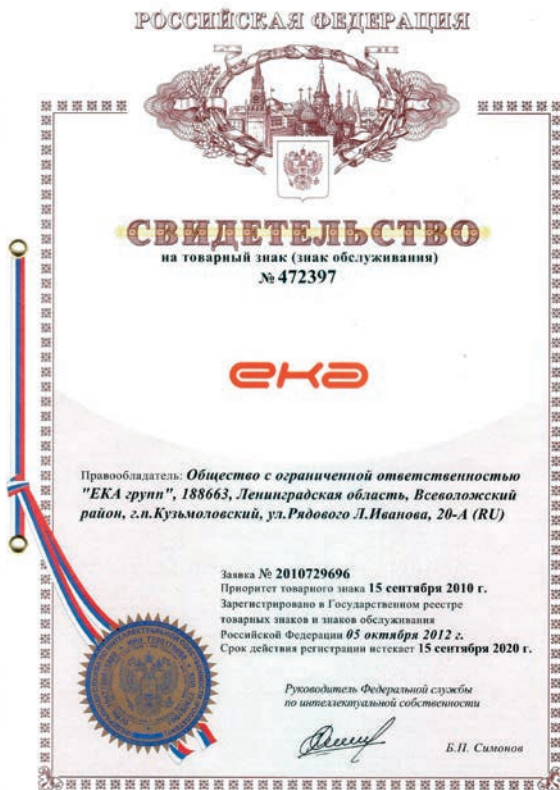 РОССИЙСКАЯ ФЕДЕРАЦИЯ
СВИДЕТЕЛЬСТВО
на товарный знак (знак обслуживания)
№ 472397
ека
Правообладатель: Общество с ограниченной ответственностью
"ЕКА групп", 188663, Ленинградская область, Всеволожсский
район, г.п.Кузьмоловский, ул.Рядового Л.Иванова, 20-А (RU)
Заявка № 2010729696
Приоритет товарного знака 15 сентября 2010 г.
Зарегистрировано в Государственном реестре
товарных знаков и знаков обслуживания
Российской Федерации 05 октября 2012 г.
Срок действия регистрации истекает 15 сентября 2020 г.
Руководитель Федеральной службы
по интеллектуальной собственности
Б.П. Симонов